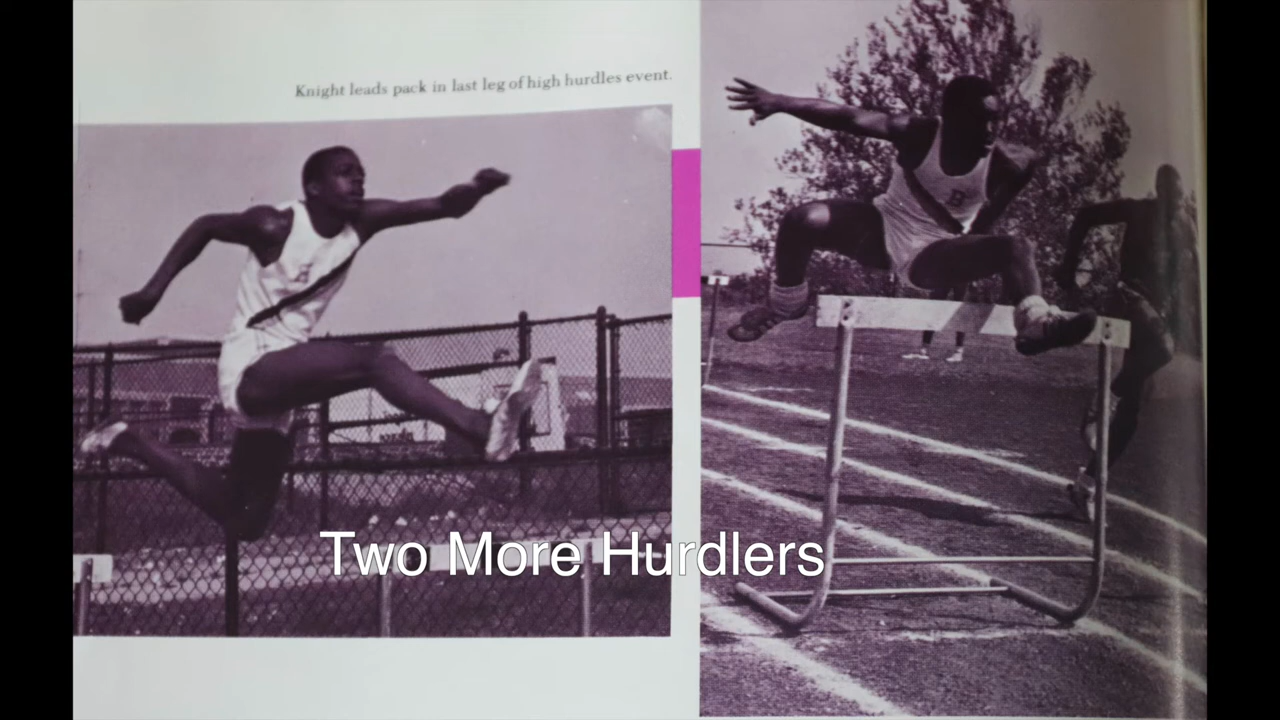 Knight leads pack in last leg of high hurdles event.
B
Two More Hurdlers